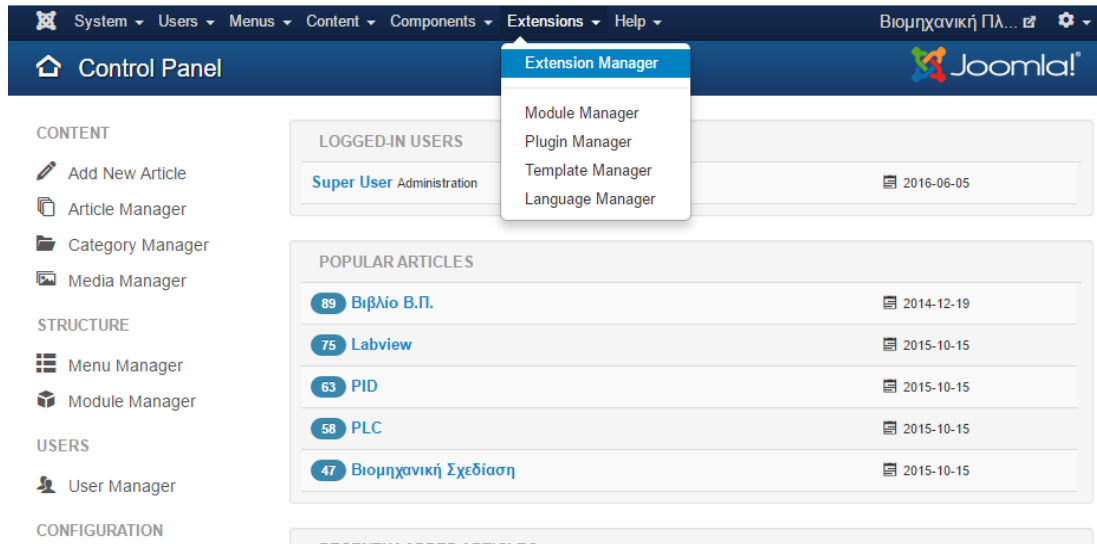 System Users Menus Content Components Extensions Help Βιομηχανική Πλ...
Control Panel
Joomla!
Extension Manager
Module Manager
Plugin Manager
Template Manager
Language Manager
CONTENT
Add New Article
Article Manager
Category Manager
Media Manager
STRUCTURE
Menu Manager
Module Manager
USERS
User Manager
CONFIGURATION
LOGGED-IN USERS
Super User Administration 2016-06-05
POPULAR ARTICLES
89 Βιβλίο Β.Π. 2014-12-19
75 Labview 2015-10-15
63 PID 2015-10-15
58 PLC 2015-10-15
47 Βιομηχανική Σχεδίαση 2015-10-15